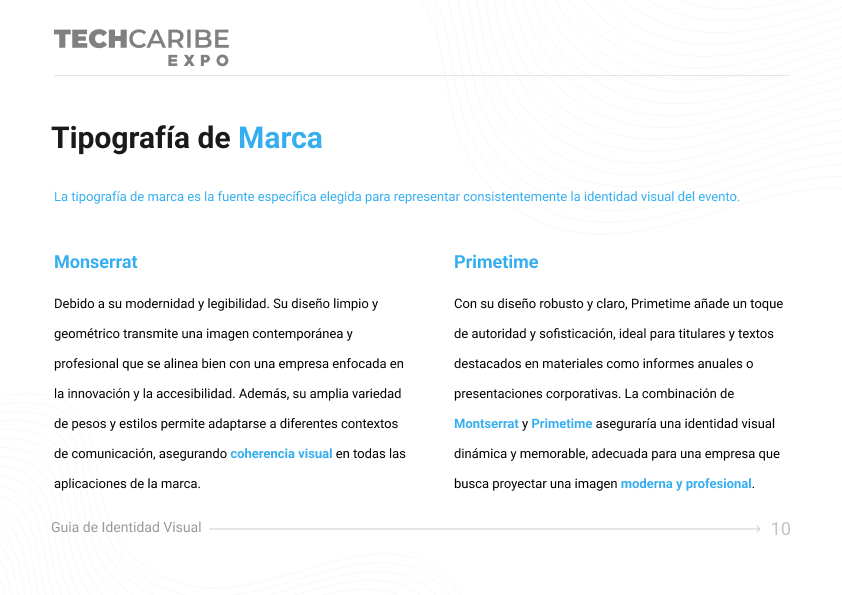 TECHCARIBE
EXPO
Tipografía de Marca
La tipografía de marca es la fuente específica elegida para representar consistentemente la identidad visual del evento.
Monserrat
Debido a su modernidad y legibilidad. Su diseño limpio y
geométrico transmite una imagen contemporánea y
profesional que se alinea bien con una empresa enfocada en
la innovación y la accesibilidad. Además, su amplia variedad
de pesos y estilos permite adaptarse a diferentes contextos
de comunicación, asegurando coherencia visual en todas las
aplicaciones de la marca.
Primetime
Con su diseño robusto y claro, Primetime añade un toque
de autoridad y sofisticación, ideal para titulares y textos
destacados en materiales como informes anuales o
presentaciones corporativas. La combinación de
Montserrat y Primetime aseguraría una identidad visual
dinámica y memorable, adecuada para una empresa que
busca proyectar una imagen moderna y profesional.
Guia de Identidad Visual
10